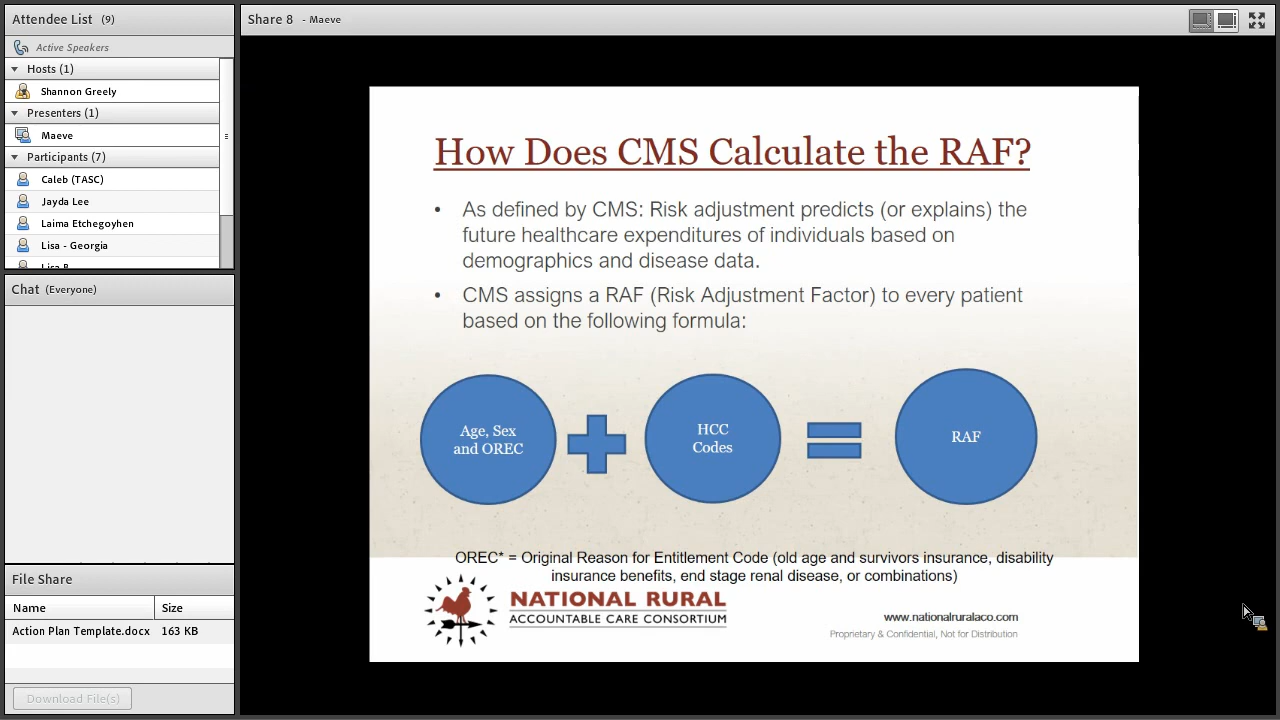 Attendee List (9)
Active Speakers
Hosts (1)
Shannon Greely
Presenters (1)
Maeve
Participants (7)
Caleb (TASC)
Jayda Lee
Laima Etchegoyhen
Lisa - Georgia
Chat (Everyone)
File Share
Name Size
Action Plan Template.docx 163 KB
Download File(s)
Share 8 - Maeve
How Does CMS Calculate the RAF?
• As defined by CMS: Risk adjustment predicts (or explains) the
future healthcare expenditures of individuals based on
demographics and disease data.
• CMS assigns a RAF (Risk Adjustment Factor) to every patient
based on the following formula:
Age, Sex
and OREC
HCC
Codes
RAF
OREC* = Original Reason for Entitlement Code (old age and survivors insurance, disability
insurance benefits, end stage renal disease, or combinations)
NATIONAL RURAL
ACCOUNTABLE CARE CONSORTIUM
www.nationalruralaco.com
Proprietary & Confidential, Not for Distribution